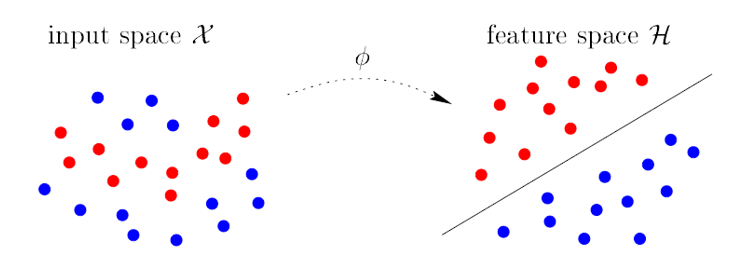 input space 𝒳
feature space ℋ
ϕ